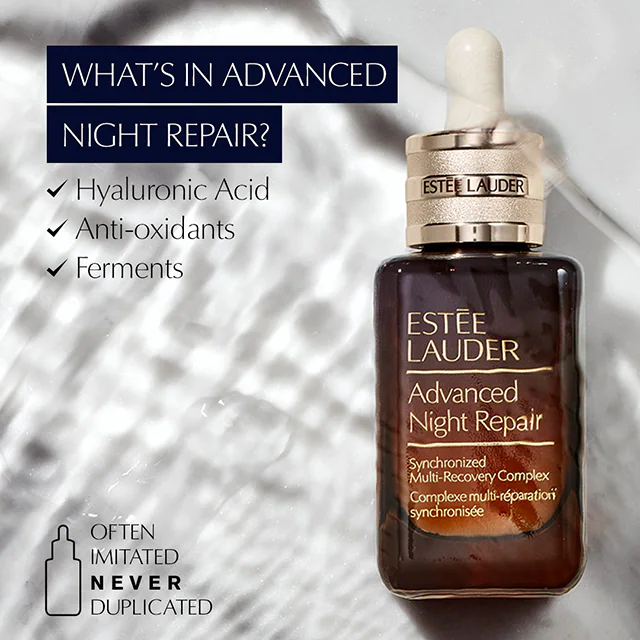 WHAT'S IN ADVANCED
NIGHT REPAIR?
✓ Hyaluronic Acid
✓ Anti-oxidants
✓ Ferments
ESTĒE LAUDER
ESTĒE
LAUDER
Advanced
Night Repair
Synchronized
Multi-Recovery Complex
Complexe multi-réparation
synchronisée
OFTEN
IMITATED
NEVER
DUPLICATED